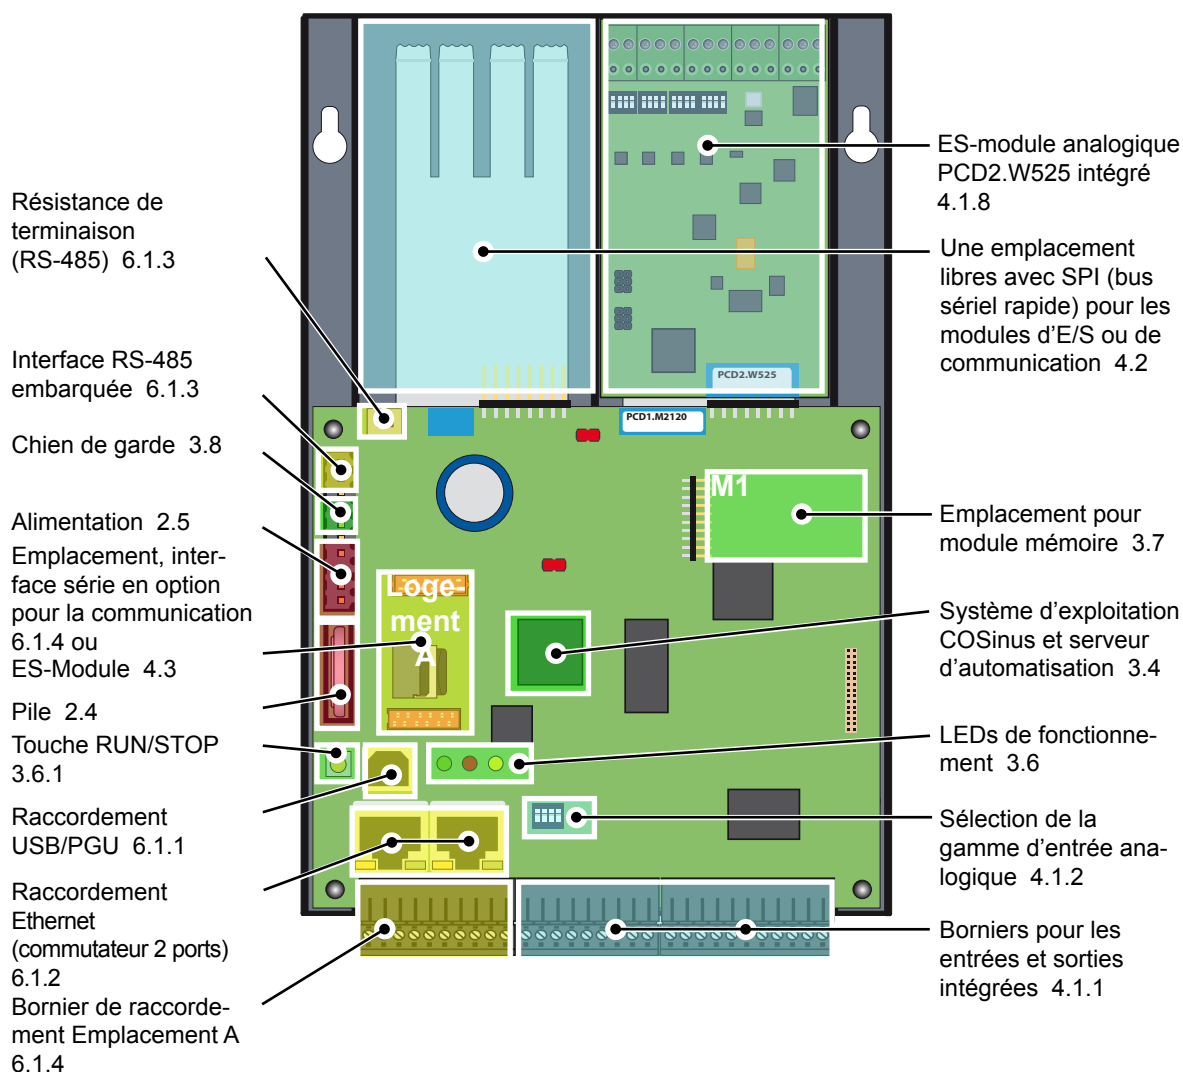 Résistance de
terminaison
(RS-485) 6.1.3
Interface RS-485
embarquée 6.1.3
Chien de garde 3.8
Alimentation 2.5
Emplacement, inter-
face série en option
pour la communication
6.1.4 ou
ES-Module 4.3
Pile 2.4
Touche RUN/STOP
3.6.1
Raccordement
USB/PGU 6.1.1
Raccordement
Ethernet
(commutateur 2 ports)
6.1.2
Bornier de raccorde-
ment Emplacement A
6.1.4
PCD2.W525
PCD1.M2120
M1
Loge-
ment
A
ES-module analogique
PCD2.W525 intégré
4.1.8
Une emplacement
libres avec SPI (bus
sériel rapide) pour les
modules d’E/S ou de
communication 4.2
Emplacement pour
module mémoire 3.7
Système d’exploitation
COSinus et serveur
d’automatisation 3.4
LEDs de fonctionne-
ment 3.6
Sélection de la
gamme d’entrée ana-
logique 4.1.2
Borniers pour les
entrées et sorties
intégrées 4.1.1